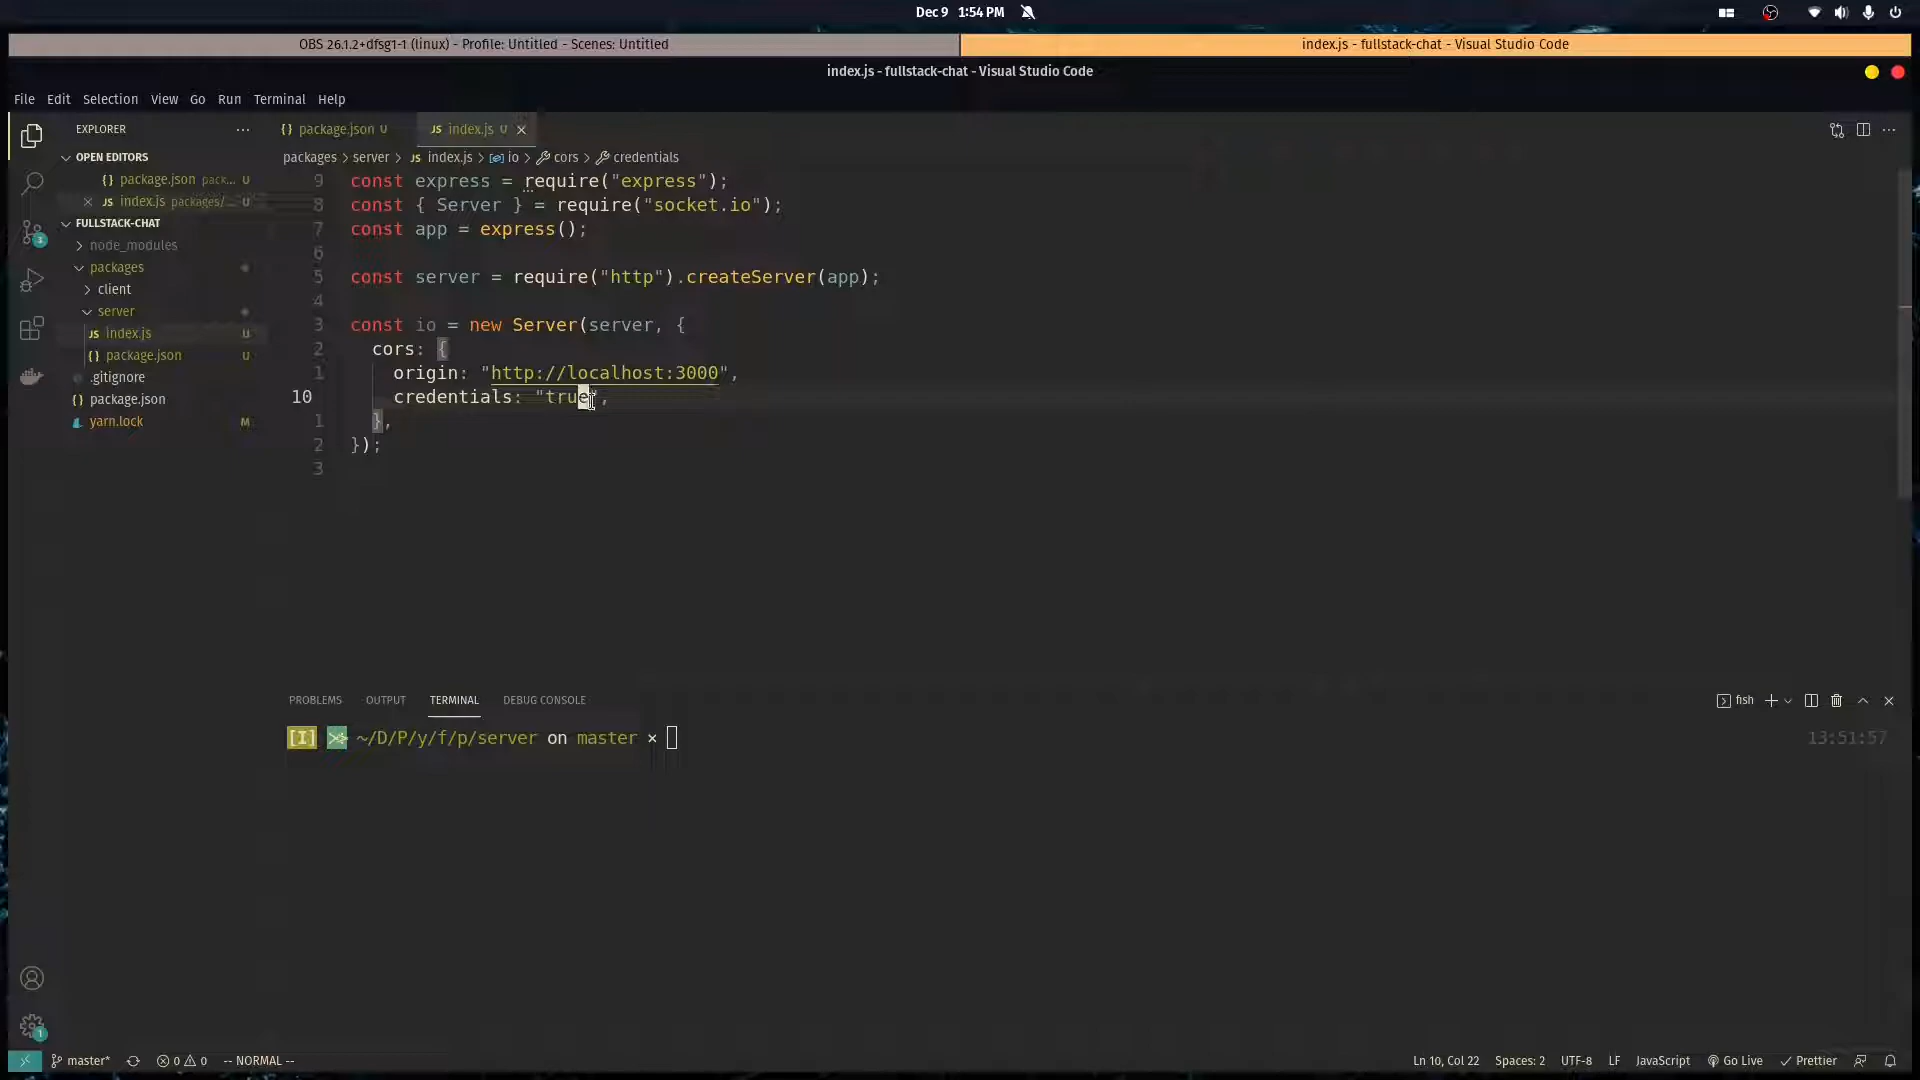 Dec 9 1:54 PM
OBS 26.1.2+dfsg1-1 (linux) - Profile: Untitled - Scenes: Untitled
index.js - fullstack-chat - Visual Studio Code
index.js - fullstack-chat - Visual Studio Code
File Edit Selection View Go Run Terminal Help
EXPLORER
OPEN EDITORS
package.json pack... U
index.js packages/... U
FULLSTACK-CHAT
node_modules
packages
client
server
index.js U
package.json U
.gitignore
package.json
yarn.lock M
3
1
package.json U
index.js U
packages > server > index.js > io > cors > credentials
9 const express = require("express");
8 const { Server } = require("socket.io");
7 const app = express();
6
5 const server = require("http").createServer(app);
4
3 const io = new Server(server, {
2 cors: {
1 origin: "http://localhost:3000",
10 credentials: "true",
1 },
2 });
3
PROBLEMS OUTPUT TERMINAL DEBUG CONSOLE
fish
[I] ~/D/P/y/f/p/server on master × 13:51:57
master* 0 0 -- NORMAL --
Ln 10, Col 22 Spaces: 2 UTF-8 LF JavaScript Go Live Prettier